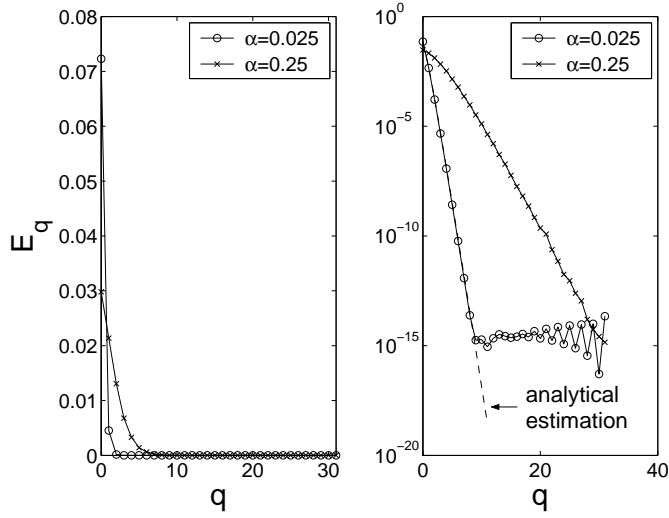 0.08
0.07
0.06
0.05
0.04
0.03
0.02
0.01
0
E_q
0 10 20 30
q
α=0.025
α=0.25
10^0
10^-5
10^-10
10^-15
10^-20
0 20 40
q
α=0.025
α=0.25
analytical
estimation